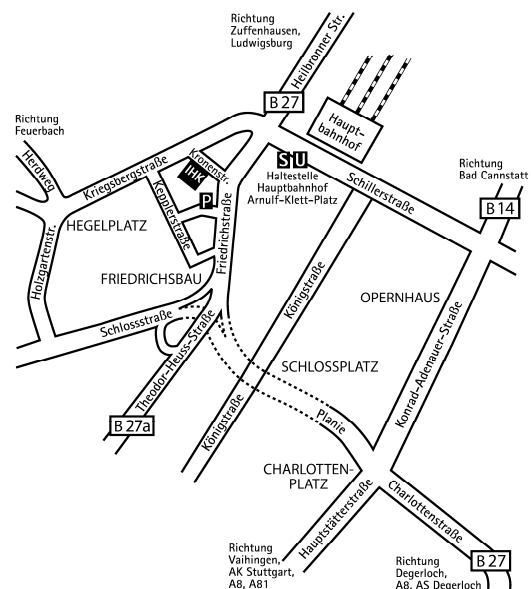 Richtung
Zuffenhausen,
Ludwigsburg
Heilbronner Str.
B 27
Haupt-
bahnhof
Richtung
Feuerbach
Herdweg
Kriegsbergstraße
Kronenstr.
IHK
P
S U
Haltestelle
Hauptbahnhof
Arnulf-Klett-Platz
Schillerstraße
Richtung
Bad Cannstatt
B 14
HEGELPLATZ
Kepplerstraße
Friedrichstraße
Holzgartenstr.
FRIEDRICHSBAU
Königstraße
OPERNHAUS
Konrad-Adenauer-Straße
Schlossstraße
Theodor-Heuss-Straße
SCHLOSSPLATZ
B 27a
Königstraße
Planie
CHARLOTTEN-
PLATZ
Hauptstätterstraße
Charlottenstraße
Richtung
Vaihingen,
AK Stuttgart,
A8, A81
B 27
Richtung
Degerloch,
A8, AS Degerloch